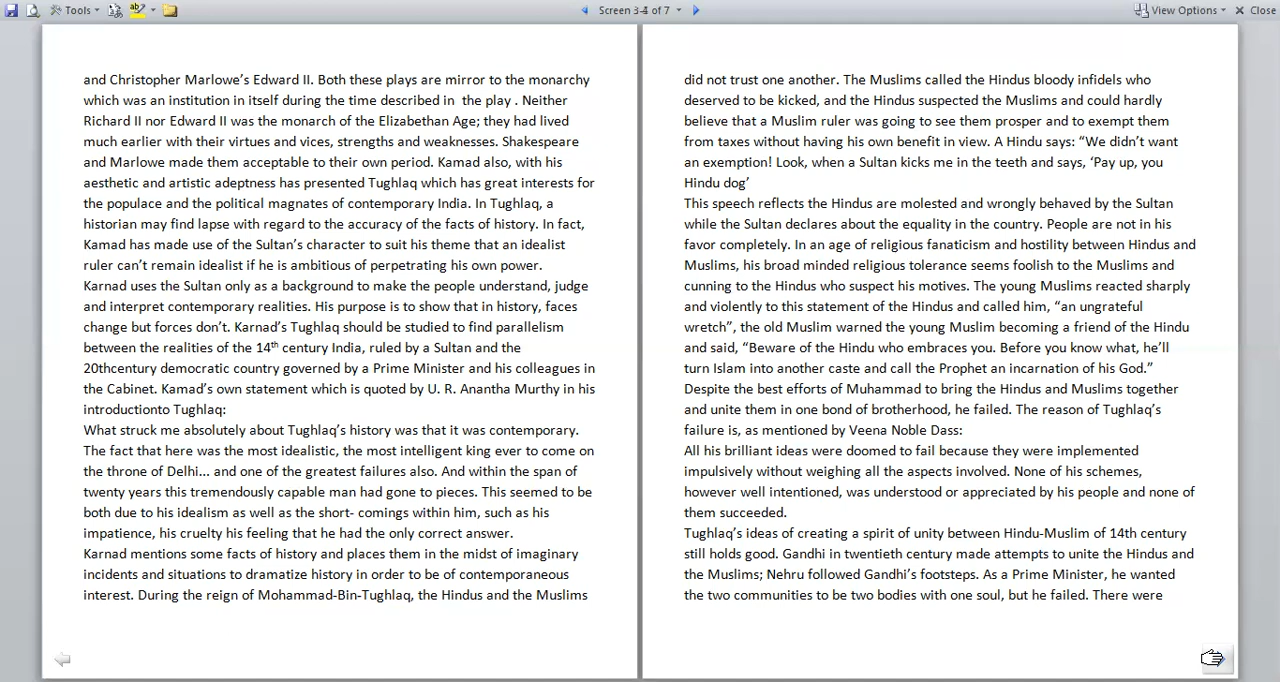 Tools
Screen 3-4 of 7
View Options
Close
and Christopher Marlowe’s Edward II. Both these plays are mirror to the monarchy
which was an institution in itself during the time described in  the play . Neither
Richard II nor Edward II was the monarch of the Elizabethan Age; they had lived
much earlier with their virtues and vices, strengths and weaknesses. Shakespeare
and Marlowe made them acceptable to their own period. Kamad also, with his
aesthetic and artistic adeptness has presented Tughlaq which has great interests for
the populace and the political magnates of contemporary India. In Tughlaq, a
historian may find lapse with regard to the accuracy of the facts of history. In fact,
Kamad has made use of the Sultan’s character to suit his theme that an idealist
ruler can’t remain idealist if he is ambitious of perpetrating his own power.
Karnad uses the Sultan only as a background to make the people understand, judge
and interpret contemporary realities. His purpose is to show that in history, faces
change but forces don’t. Karnad’s Tughlaq should be studied to find parallelism
between the realities of the 14th century India, ruled by a Sultan and the
20thcentury democratic country governed by a Prime Minister and his colleagues in
the Cabinet. Kamad’s own statement which is quoted by U. R. Anantha Murthy in his
introductionto Tughlaq:
What struck me absolutely about Tughlaq’s history was that it was contemporary.
The fact that here was the most idealistic, the most intelligent king ever to come on
the throne of Delhi... and one of the greatest failures also. And within the span of
twenty years this tremendously capable man had gone to pieces. This seemed to be
both due to his idealism as well as the short- comings within him, such as his
impatience, his cruelty his feeling that he had the only correct answer.
Karnad mentions some facts of history and places them in the midst of imaginary
incidents and situations to dramatize history in order to be of contemporaneous
interest. During the reign of Mohammad-Bin-Tughlaq, the Hindus and the Muslims
did not trust one another. The Muslims called the Hindus bloody infidels who
deserved to be kicked, and the Hindus suspected the Muslims and could hardly
believe that a Muslim ruler was going to see them prosper and to exempt them
from taxes without having his own benefit in view. A Hindu says: “We didn’t want
an exemption! Look, when a Sultan kicks me in the teeth and says, ‘Pay up, you
Hindu dog’
This speech reflects the Hindus are molested and wrongly behaved by the Sultan
while the Sultan declares about the equality in the country. People are not in his
favor completely. In an age of religious fanaticism and hostility between Hindus and
Muslims, his broad minded religious tolerance seems foolish to the Muslims and
cunning to the Hindus who suspect his motives. The young Muslims reacted sharply
and violently to this statement of the Hindus and called him, “an ungrateful
wretch”, the old Muslim warned the young Muslim becoming a friend of the Hindu
and said, “Beware of the Hindu who embraces you. Before you know what, he’ll
turn Islam into another caste and call the Prophet an incarnation of his God.”
Despite the best efforts of Muhammad to bring the Hindus and Muslims together
and unite them in one bond of brotherhood, he failed. The reason of Tughlaq’s
failure is, as mentioned by Veena Noble Dass:
All his brilliant ideas were doomed to fail because they were implemented
impulsively without weighing all the aspects involved. None of his schemes,
however well intentioned, was understood or appreciated by his people and none of
them succeeded.
Tughlaq’s ideas of creating a spirit of unity between Hindu-Muslim of 14th century
still holds good. Gandhi in twentieth century made attempts to unite the Hindus and
the Muslims; Nehru followed Gandhi’s footsteps. As a Prime Minister, he wanted
the two communities to be two bodies with one soul, but he failed. There were